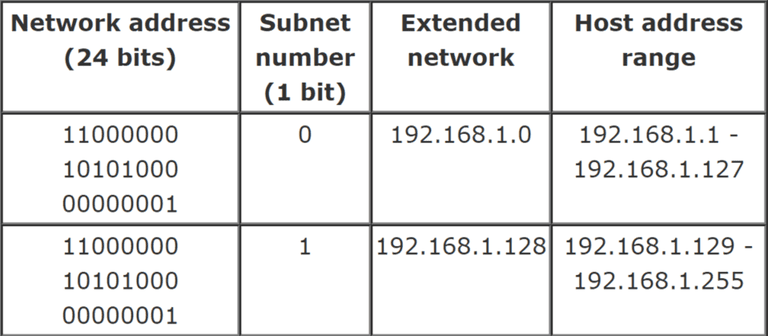 Network address
(24 bits)
Subnet
number
(1 bit)
Extended
network
Host address
range
11000000
10101000
00000001
0
192.168.1.0
192.168.1.1 -
192.168.1.127
11000000
10101000
00000001
1
192.168.1.128
192.168.1.129 -
192.168.1.255